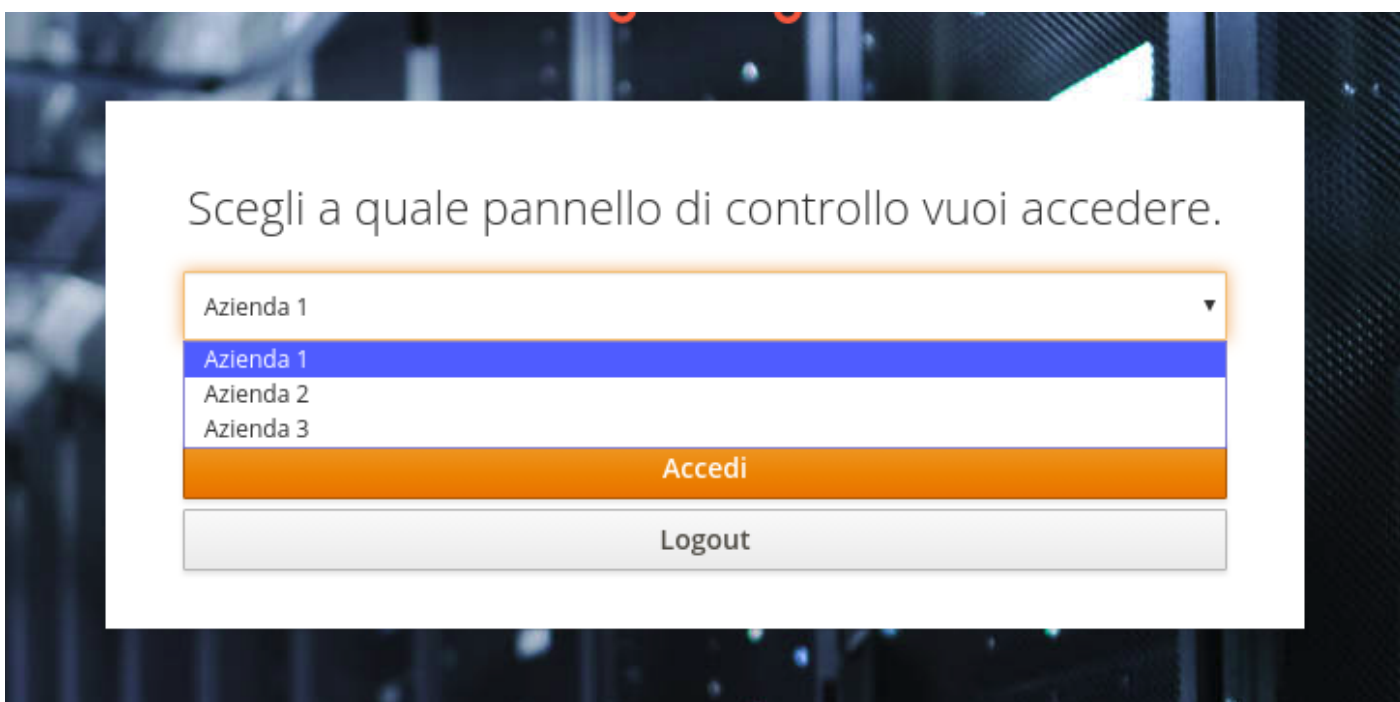 Scegli a quale pannello di controllo vuoi accedere.
Azienda 1
Azienda 1
Azienda 2
Azienda 3
Accedi
Logout